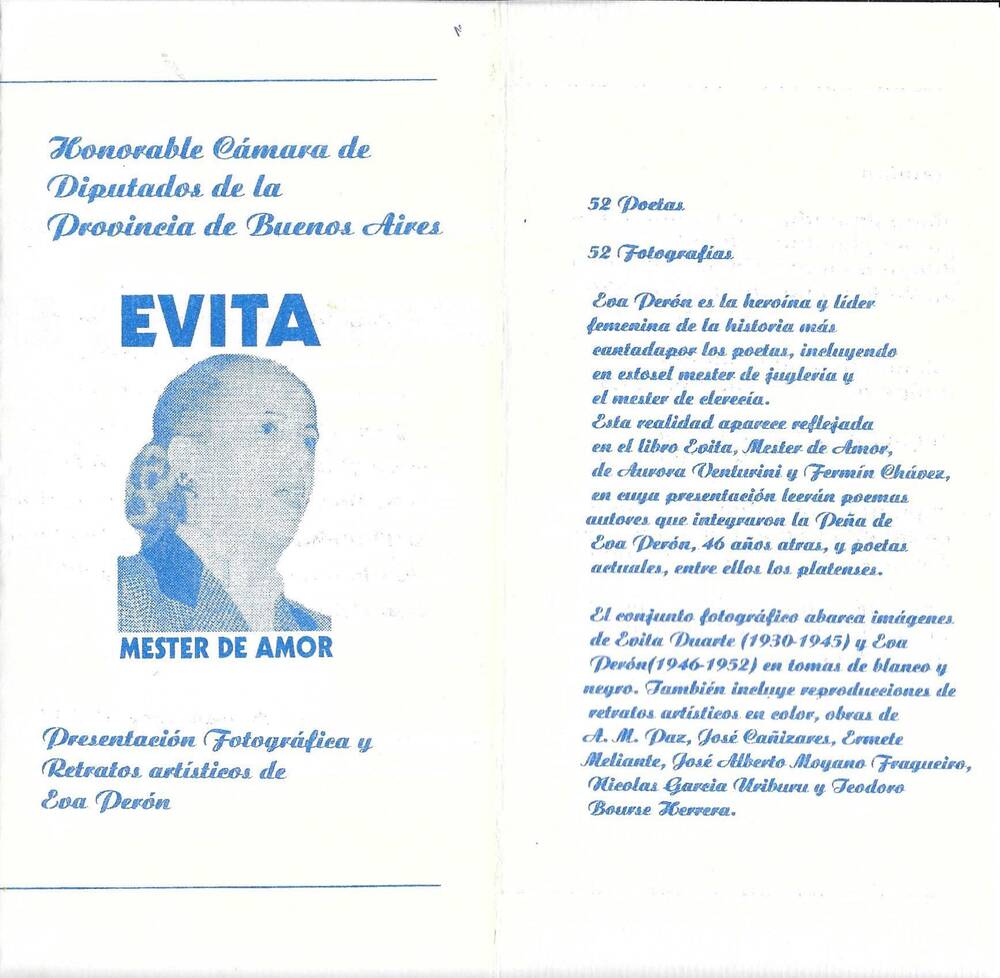 Honorable Cámara de
Diputados de la
Provincia de Buenos Aires
EVITA
MESTER DE AMOR
Presentación Fotográfica y
Retratos artísticos de
Eva Perón
52 Poetas
52 Fotografías
Eva Perón es la heroína y líder
femenina de la historia más
cantadapor los poetas, incluyendo
en estosel mester de juglería y
el mester de clerecía.
Esta realidad aparece reflejada
en el libro Evita, Mester de Amor,
de Aurora Venturini y Fermín Chávez,
en cuya presentación leerán poemas
autores que integraron la Peña de
Eva Perón, 46 años atras, y poetas
actuales, entre ellos los platenses.
El conjunto fotográfico abarca imágenes
de Evita Duarte (1930-1945) y Eva
Perón(1946-1952) en tomas de blanco y
negro. También incluye reproducciones de
retratos artísticos en color, obras de
A. M. Paz, José Cañizares, Ermete
Meliante, José Alberto Moyano Fragueiro,
Nicolas Garcia Uriburu y Teodoro
Bourse Herrera.